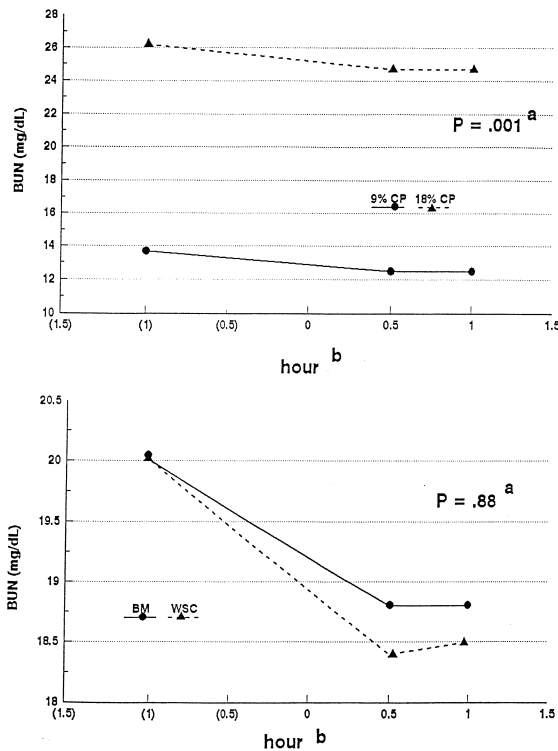 28
26
24
22
20
18
16
14
12
10
BUN (mg/dL)
P = .001 a
9% CP 18% CP
(1.5) (1) (0.5) 0 0.5 1 1.5
hour b
20.5
20
19.5
19
18.5
18
BUN (mg/dL)
P = .88 a
BM WSC
(1.5) (1) (0.5) 0 0.5 1 1.5
hour b